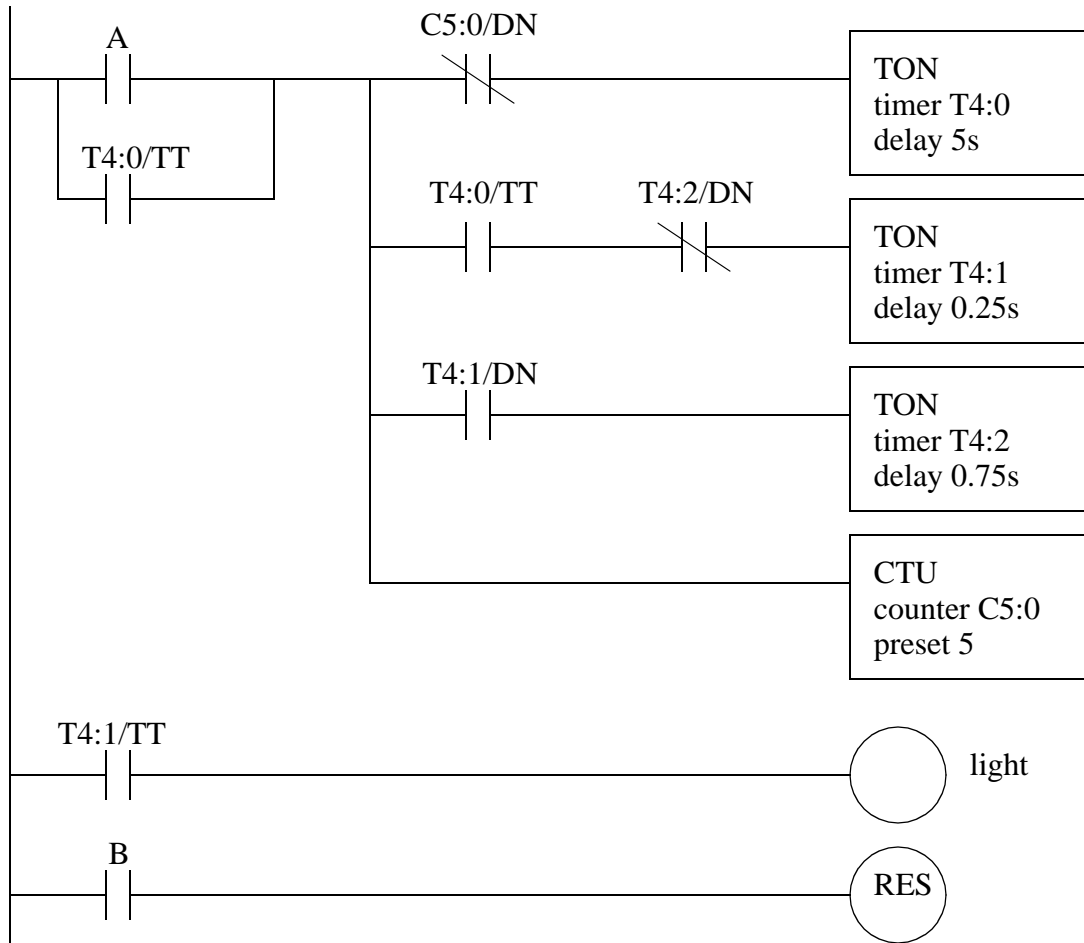 A
C5:0/DN
TON
timer T4:0
delay 5s
T4:0/TT
T4:0/TT
T4:2/DN
TON
timer T4:1
delay 0.25s
T4:1/DN
TON
timer T4:2
delay 0.75s
CTU
counter C5:0
preset 5
T4:1/TT
light
B
RES